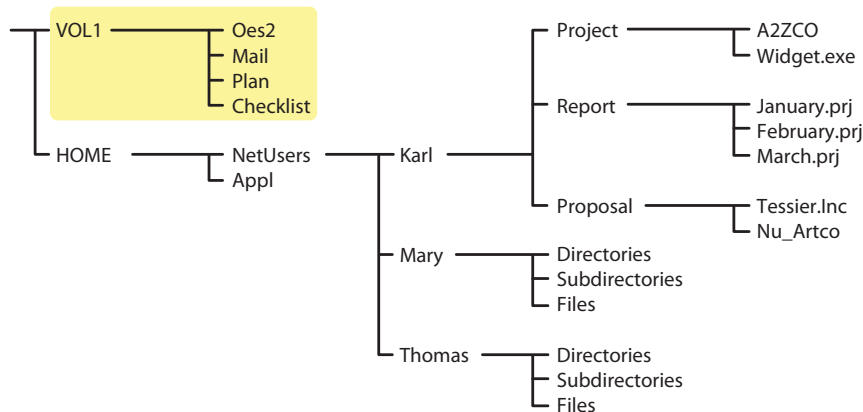 VOL1 Oes2 Project A2ZCO
Mail Widget.exe
Plan
Checklist Report January.prj
February.prj
HOME NetUsers Karl March.prj
Appl
Proposal Tessier.Inc
Nu_Artco
Mary Directories
Subdirectories
Files
Thomas Directories
Subdirectories
Files